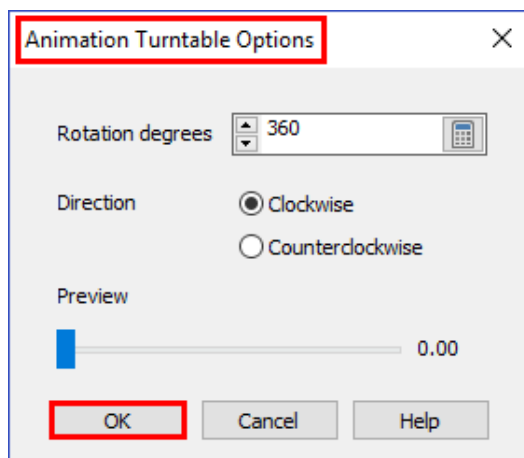 Animation Turntable Options
Rotation degrees 360
Direction Clockwise
Counterclockwise
Preview
0.00
OK Cancel Help